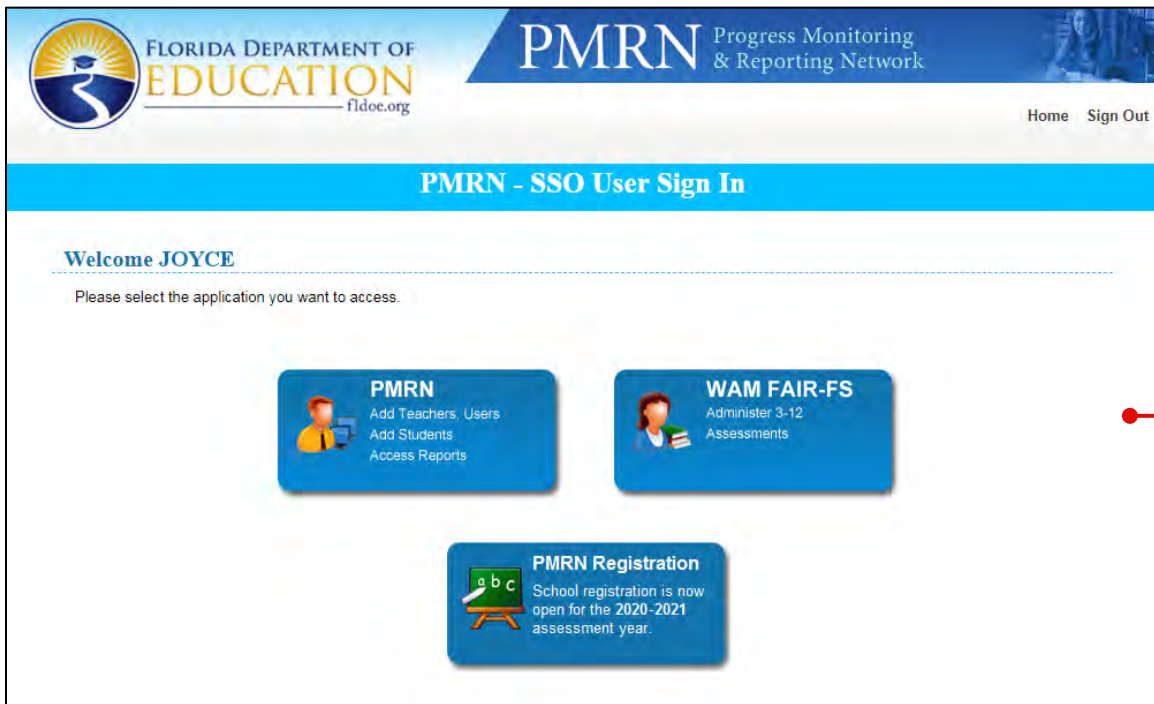 FLORIDA DEPARTMENT OF
EDUCATION
fldoe.org
PMRN Progress Monitoring
& Reporting Network
Home Sign Out
PMRN - SSO User Sign In
Welcome JOYCE
Please select the application you want to access.
PMRN
Add Teachers, Users
Add Students
Access Reports
WAM FAIR-FS
Administer 3-12
Assessments
a b c
PMRN Registration
School registration is now
open for the 2020-2021
assessment year.